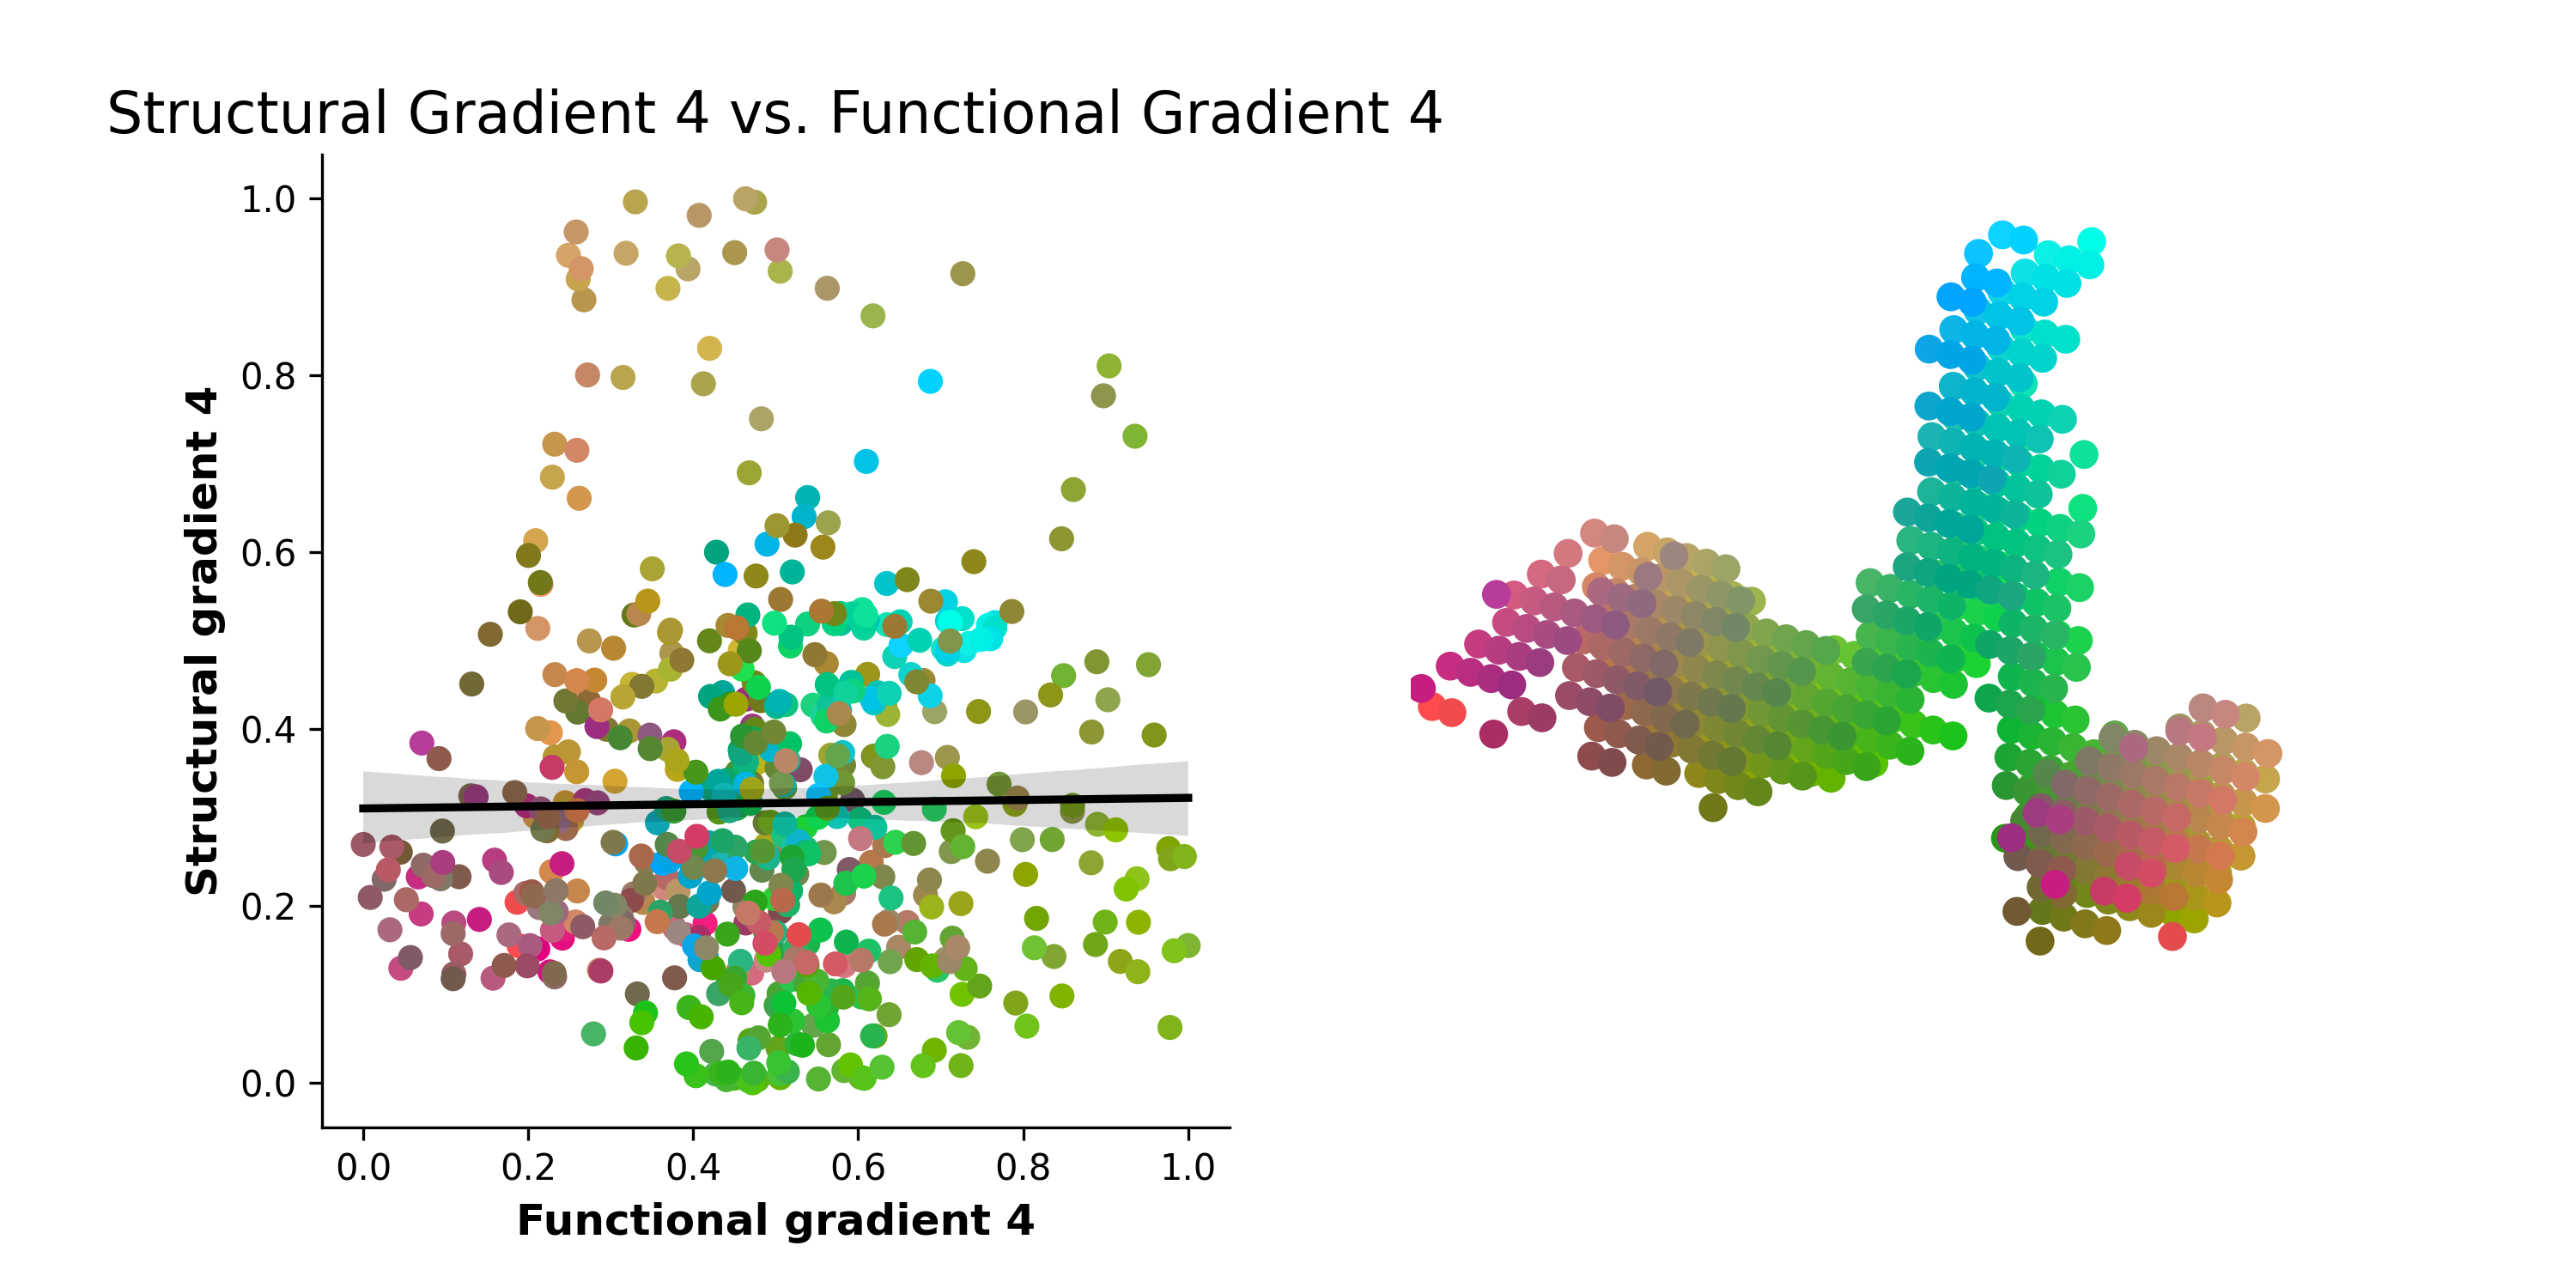 Structural Gradient 4 vs. Functional Gradient 4
1.0
0.8
0.6
0.4
0.2
0.0
Structural gradient 4
0.0 0.2 0.4 0.6 0.8 1.0
Functional gradient 4